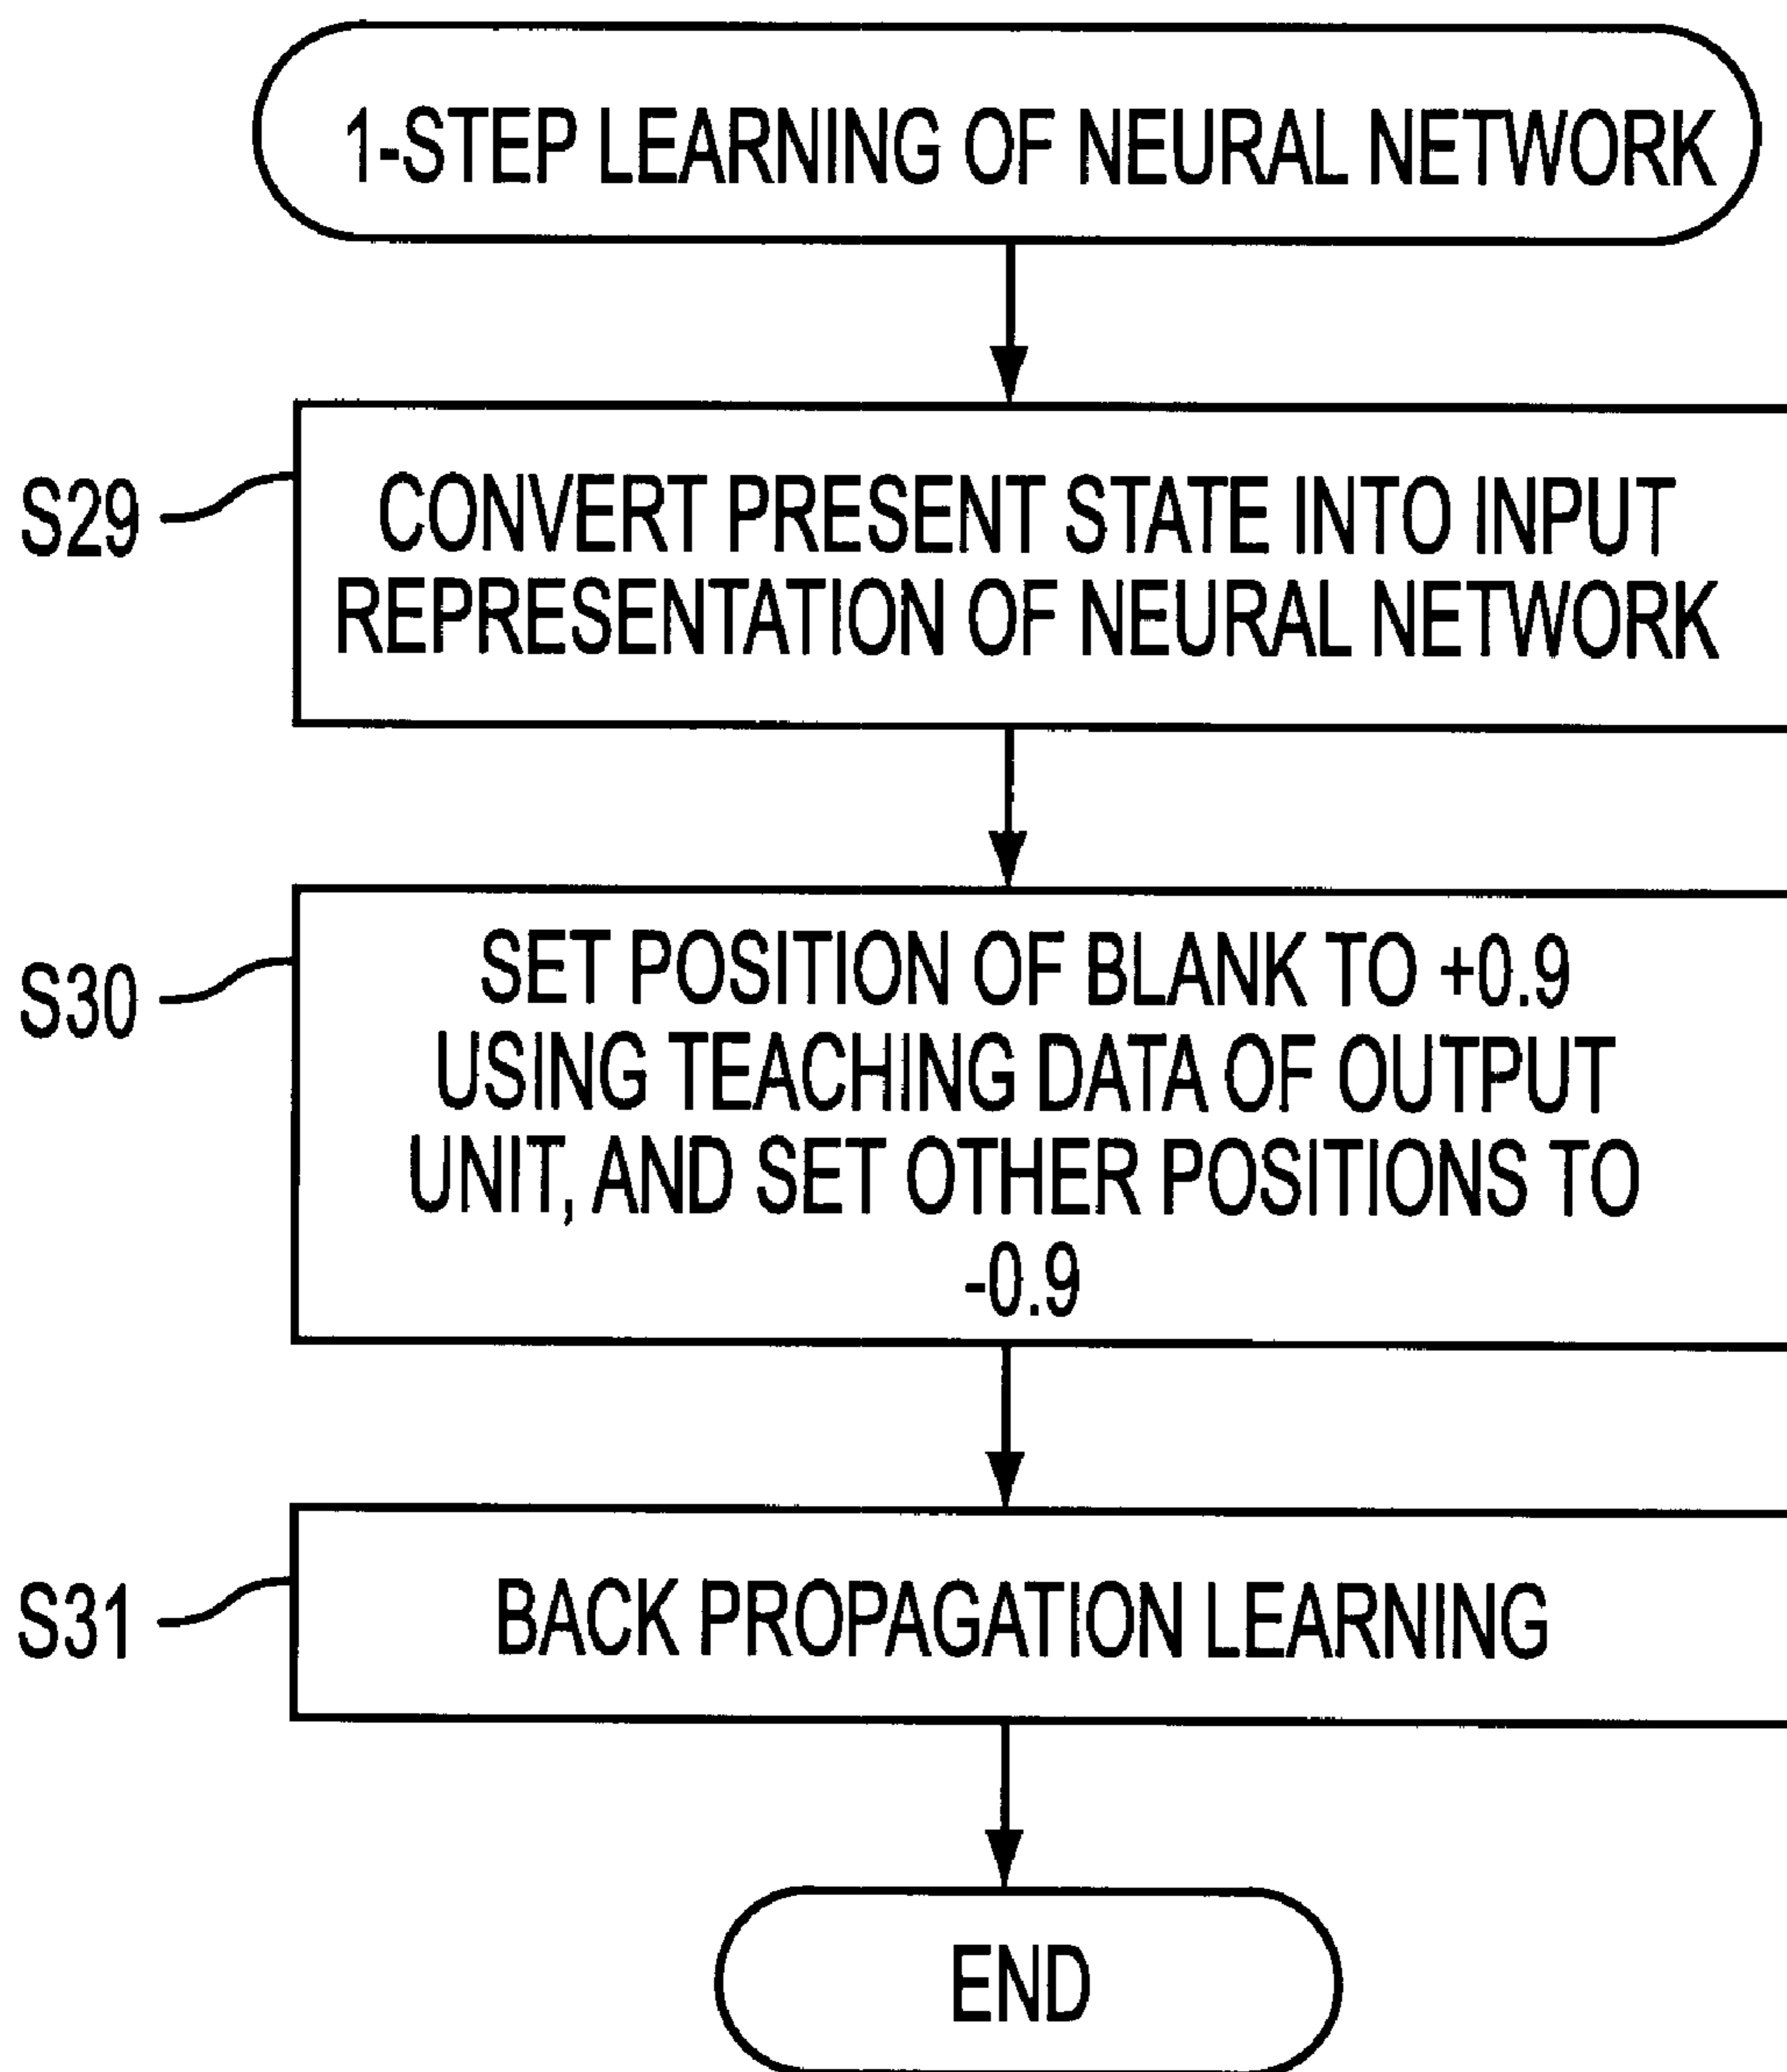 1-STEP LEARNING OF NEURAL NETWORK
S29
CONVERT PRESENT STATE INTO INPUT
REPRESENTATION OF NEURAL NETWORK
S30
SET POSITION OF BLANK TO +0.9
USING TEACHING DATA OF OUTPUT
UNIT, AND SET OTHER POSITIONS TO
-0.9
S31
BACK PROPAGATION LEARNING
END